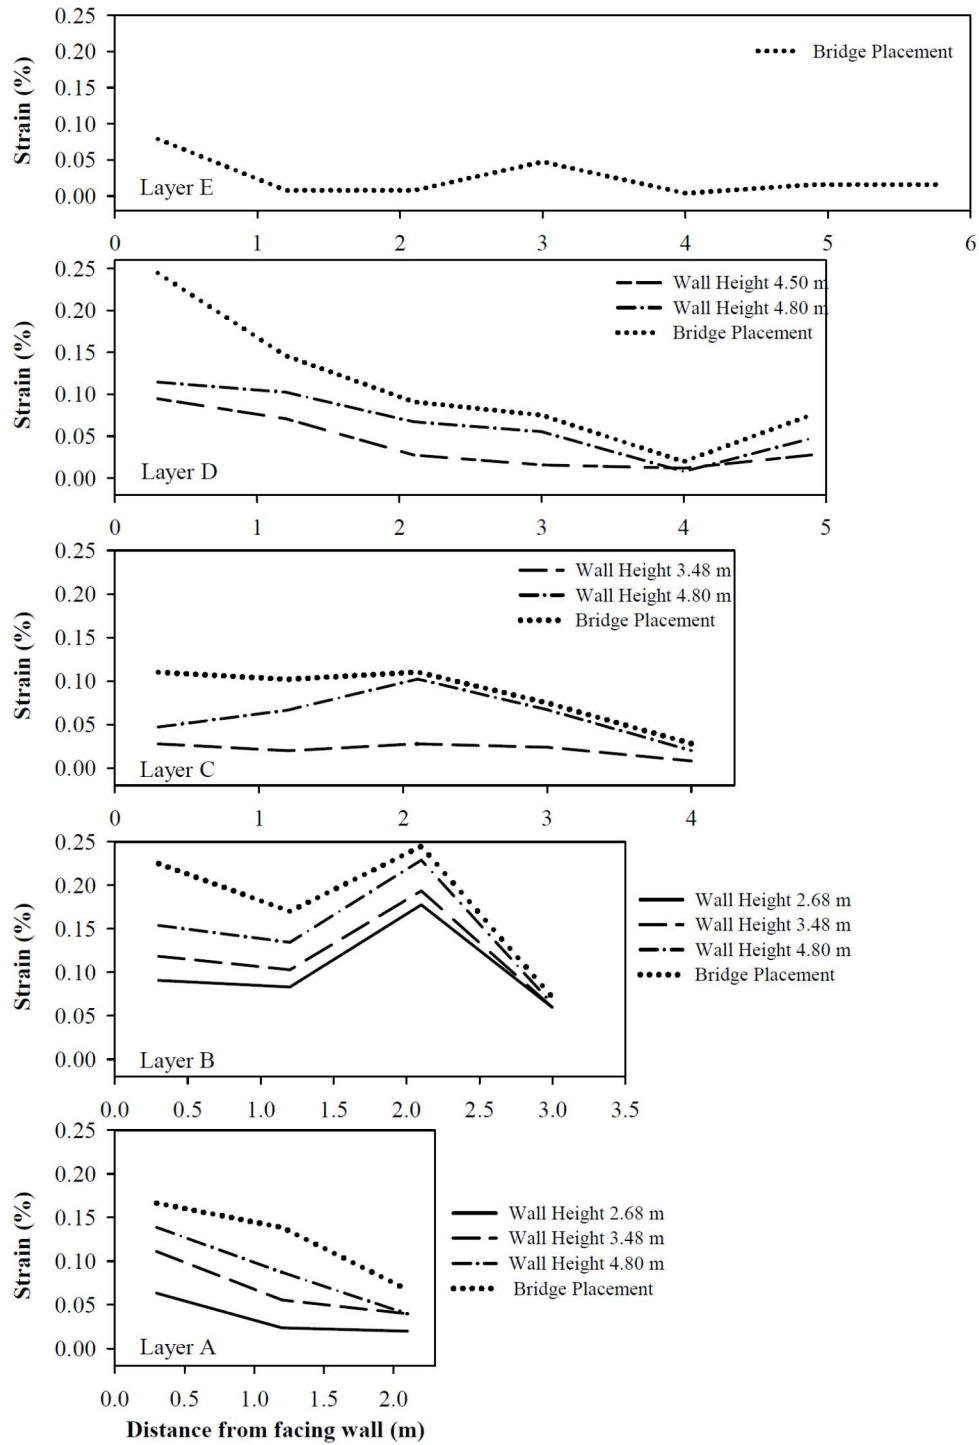 0.25
0.20
0.15
0.10
0.05
0.00
Strain (%)
Bridge Placement
Layer E
0 1 2 3 4 5 6
0.25
0.20
0.15
0.10
0.05
0.00
Strain (%)
Wall Height 4.50 m
Wall Height 4.80 m
Bridge Placement
Layer D
0 1 2 3 4 5
0.25
0.20
0.15
0.10
0.05
0.00
Strain (%)
Wall Height 3.48 m
Wall Height 4.80 m
Bridge Placement
Layer C
0 1 2 3 4
0.25
0.20
0.15
0.10
0.05
0.00
Strain (%)
Wall Height 2.68 m
Wall Height 3.48 m
Wall Height 4.80 m
Bridge Placement
Layer B
0.0 0.5 1.0 1.5 2.0 2.5 3.0 3.5
0.25
0.20
0.15
0.10
0.05
0.00
Strain (%)
Wall Height 2.68 m
Wall Height 3.48 m
Wall Height 4.80 m
Bridge Placement
Layer A
0.0 0.5 1.0 1.5 2.0
Distance from facing wall (m)